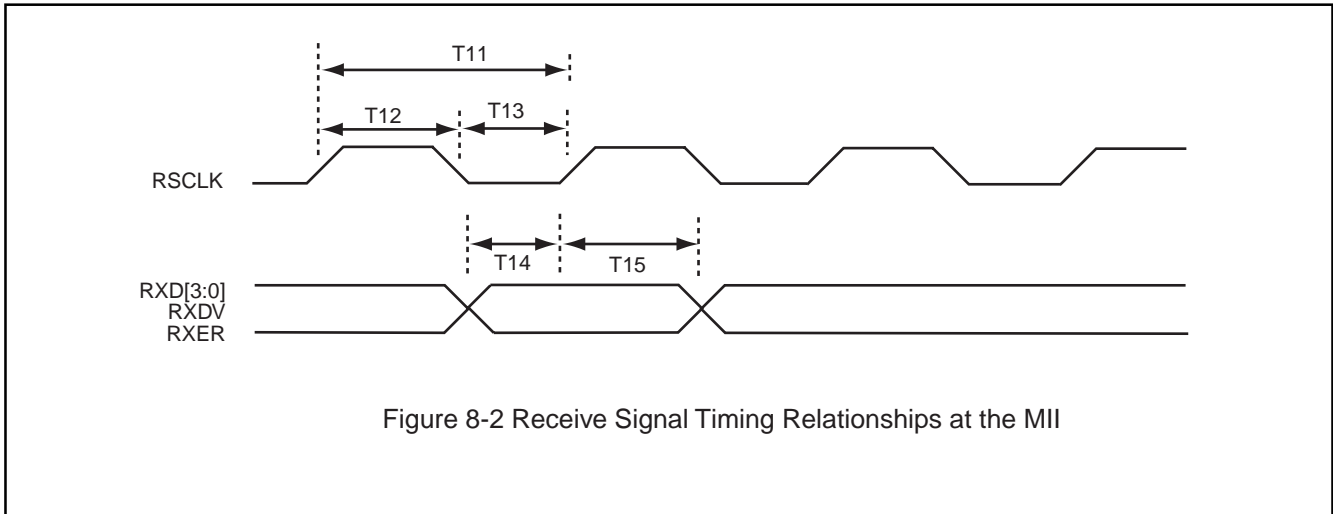 T11
T12
T13
RSCLK
T14
T15
RXD[3:0]
RXDV
RXER
Figure 8-2 Receive Signal Timing Relationships at the MII